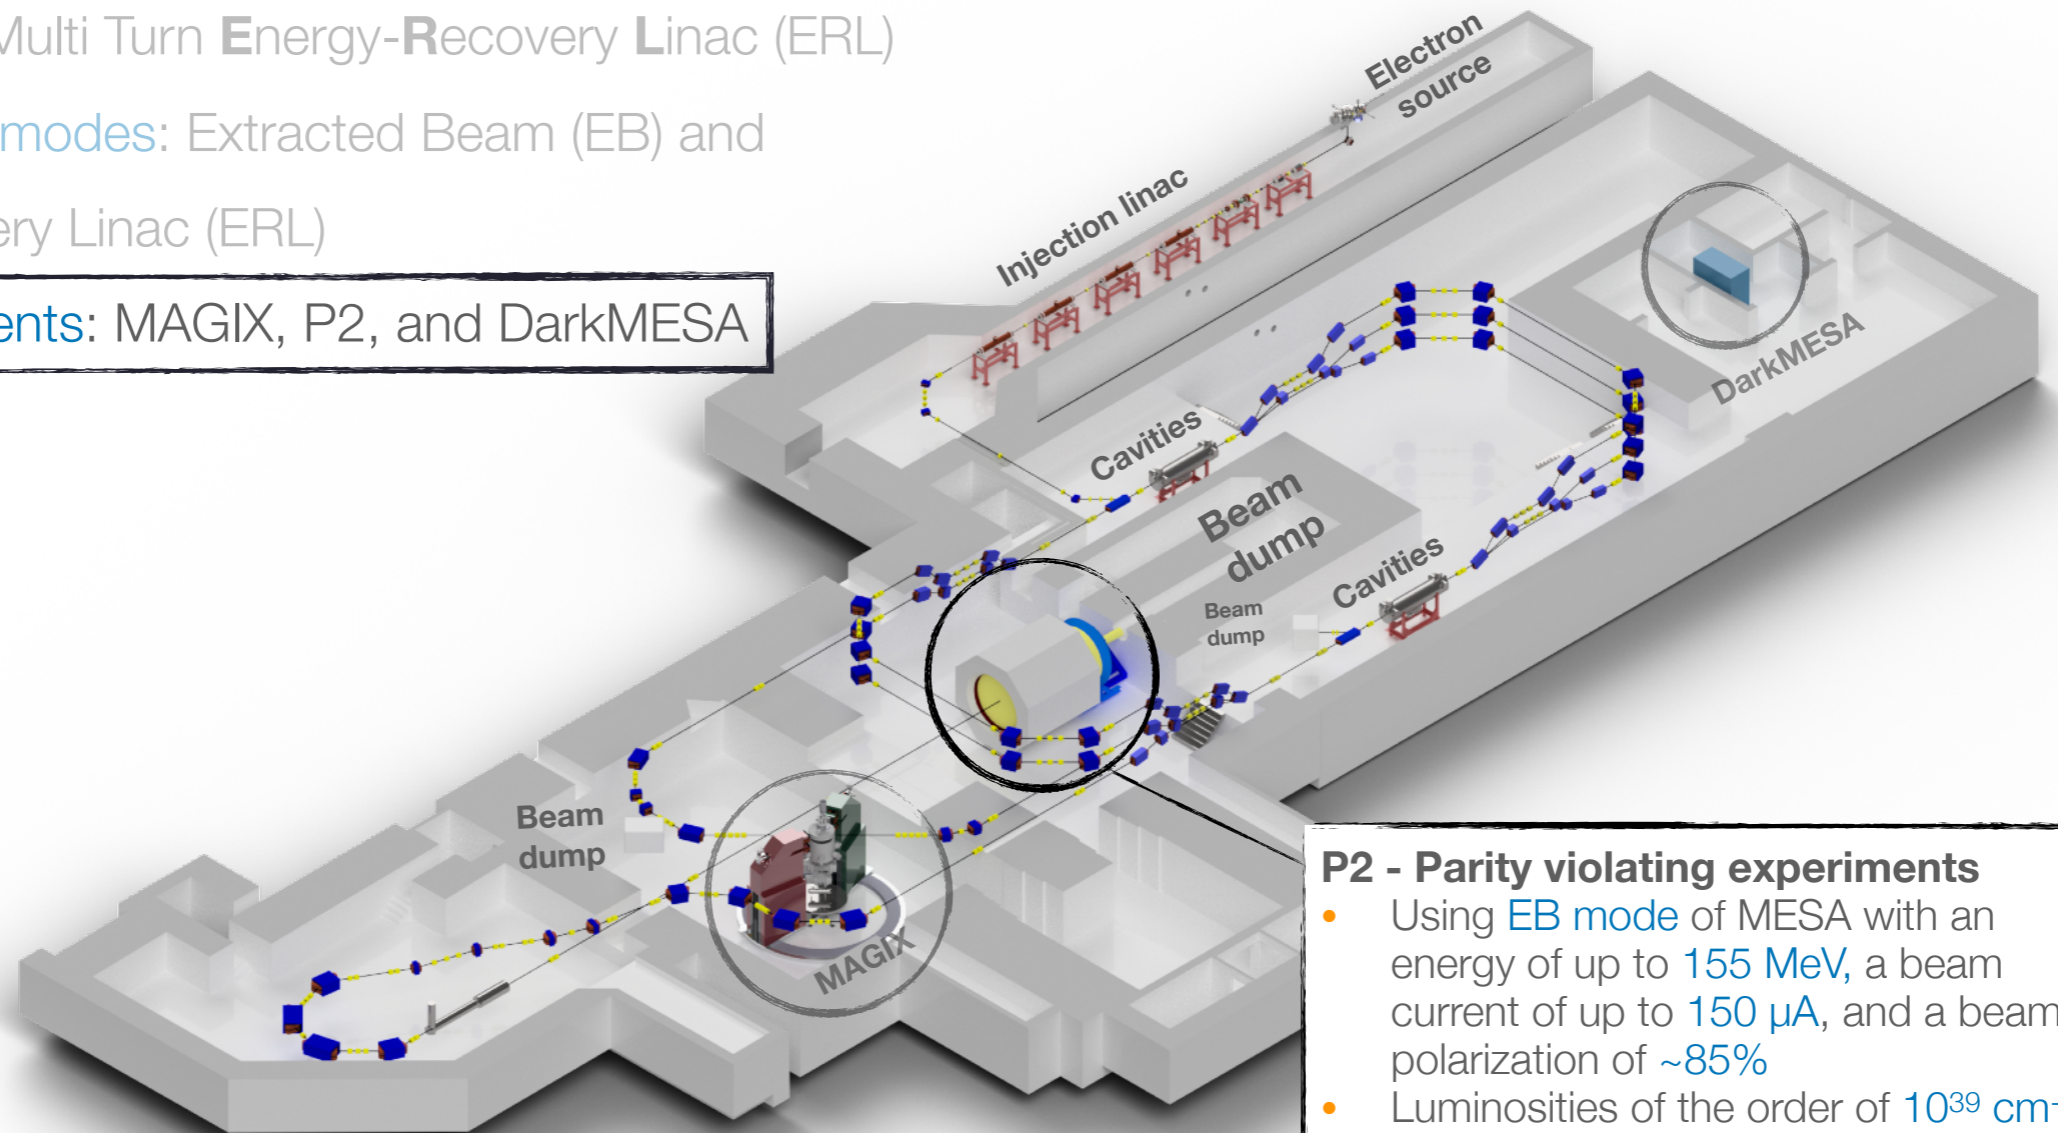 Multi Turn Energy-Recovery Linac (ERL)
modes: Extracted Beam (EB) and
ery Linac (ERL)
ents: MAGIX, P2, and DarkMESA
Electron
source
Injection linac
DarkMESA
Cavities
Beam
dump
Cavities
Beam
dump
Beam
dump
MAGIX
P2 - Parity violating experiments
• Using EB mode of MESA with an
energy of up to 155 MeV, a beam
current of up to 150 µA, and a beam
polarization of ~85%
• Luminosities of the order of 10³⁹ cm⁻